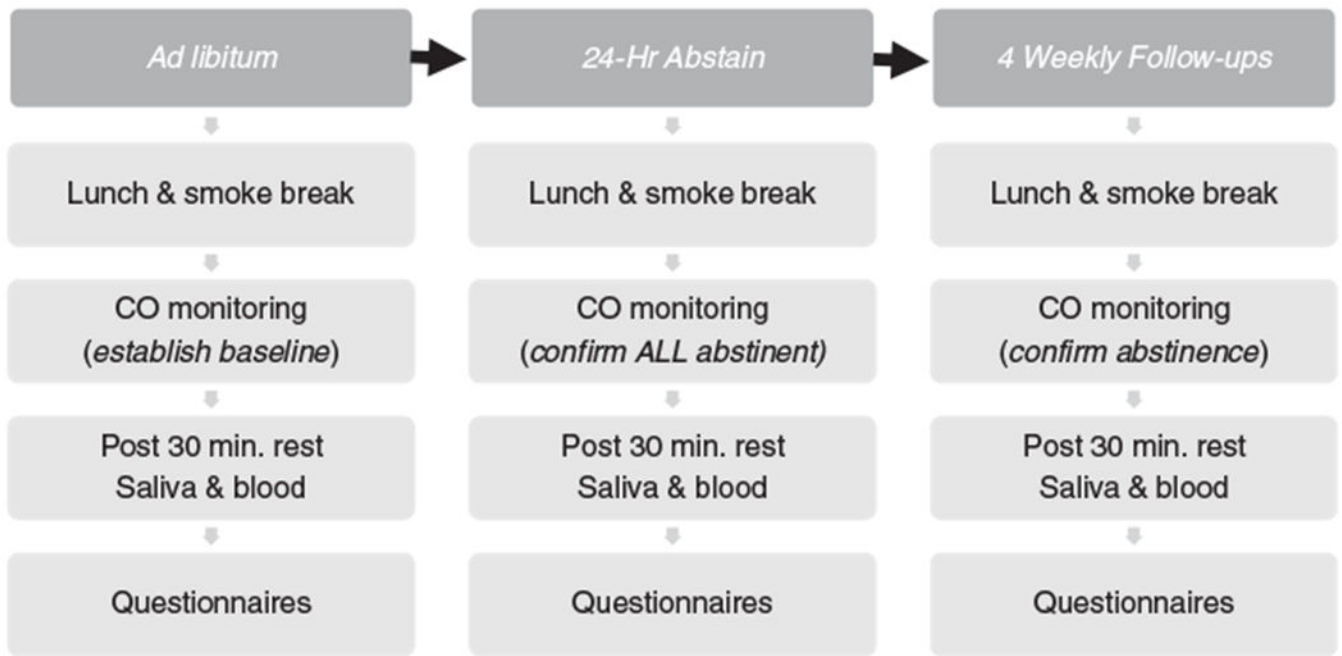 Ad libitum
24-Hr Abstain
4 Weekly Follow-ups
Lunch & smoke break
Lunch & smoke break
Lunch & smoke break
CO monitoring
(establish baseline)
CO monitoring
(confirm ALL abstinent)
CO monitoring
(confirm abstinence)
Post 30 min. rest
Saliva & blood
Post 30 min. rest
Saliva & blood
Post 30 min. rest
Saliva & blood
Questionnaires
Questionnaires
Questionnaires